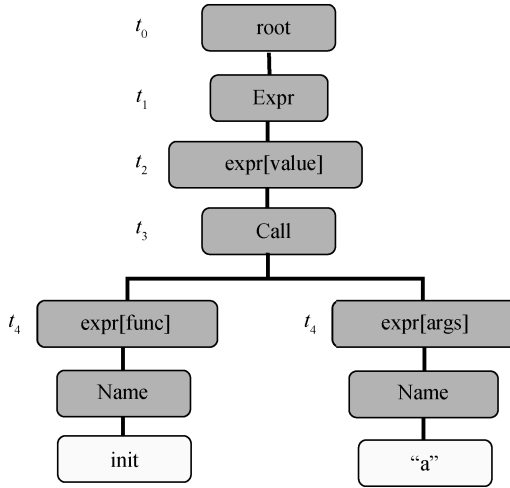 t0 root
t1 Expr
t2 expr[value]
t3 Call
t4 expr[func] t4 expr[args]
Name Name
init “a”